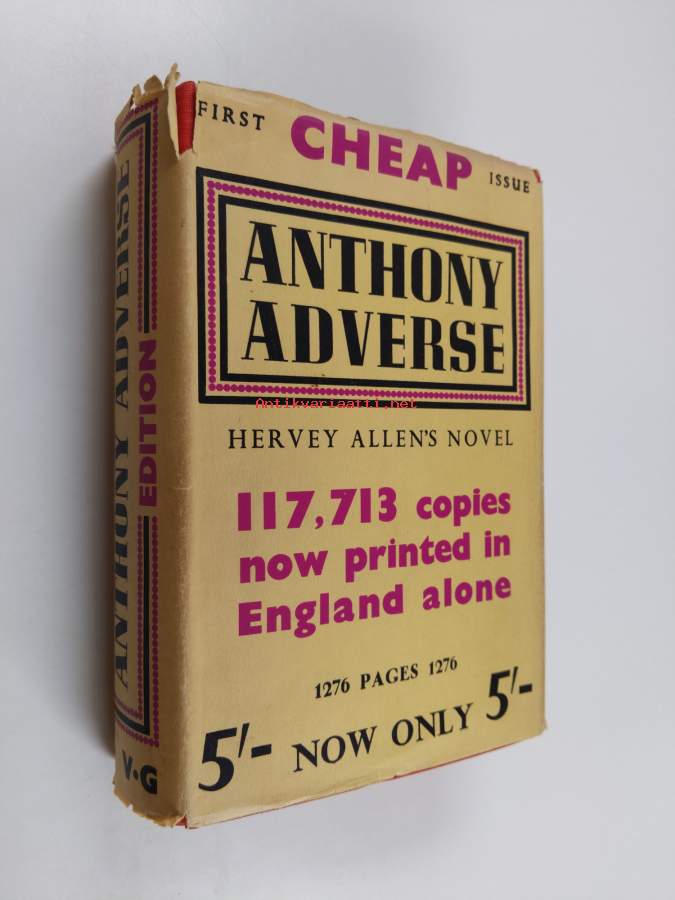 FIRST CHEAP ISSUE
ANTHONY
ADVERSE
Antikvariaatti.net
HERVEY ALLEN'S NOVEL
117,713 copies
now printed in
England alone
1276 PAGES 1276
5/- NOW ONLY 5/-
ANTHONY ADVERSE
EDITION
V·G